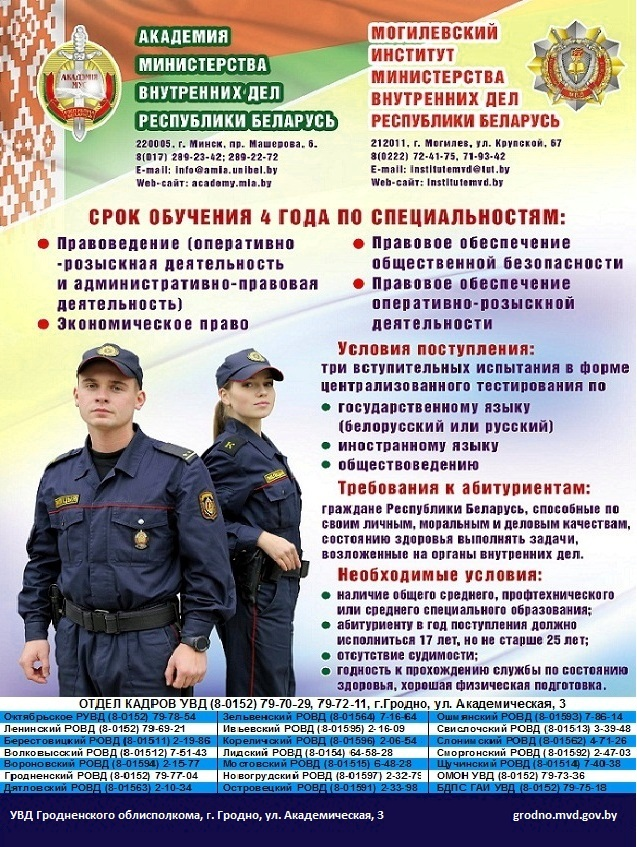 АКАДЕМИЯ
МИНИСТЕРСТВА
ВНУТРЕННИХ ДЕЛ
РЕСПУБЛИКИ БЕЛАРУСЬ
220005, г. Минск, пр. Машерова, 6.
8(017) 289-23-42; 289-22-72
E-mail: info@amia.unibel.by
Web-сайт: academy.mia.by
МОГИЛЕВСКИЙ
ИНСТИТУТ
МИНИСТЕРСТВА
ВНУТРЕННИХ ДЕЛ
РЕСПУБЛИКИ БЕЛАРУСЬ
212011, г. Могилев, ул. Крупской, 67
8(0222) 72-41-75, 71-93-42
E-mail: institutemvd@tut.by
Web-сайт: institutemvd.by
АКАДЕМИЯ
МУС
СРОК ОБУЧЕНИЯ 4 ГОДА ПО СПЕЦИАЛЬНОСТЯМ:
Правоведение (оперативно
-розыскная деятельность
и административно-правовая
деятельность)
Экономическое право
Правовое обеспечение
общественной безопасности
Правовое обеспечение
оперативно-розыскной
деятельности
Условия поступления:
три вступительных испытания в форме
централизованного тестирования по
государственному языку
(белорусский или русский)
иностранному языку
обществоведению
Требования к абитуриентам:
граждане Республики Беларусь, способные по
своим личным, моральным и деловым качествам,
состоянию здоровья выполнять задачи,
возложенные на органы внутренних дел.
Необходимые условия:
наличие общего среднего, профтехнического
или среднего специального образования;
абитуриенту в год поступления должно
исполниться 17 лет, но не старше 25 лет;
отсутствие судимости;
годность к прохождению службы по состоянию
здоровья, хорошая физическая подготовка.
К
ОТДЕЛ КАДРОВ УВД (8-0152) 79-70-29, 79-72-11, г.Гродно, ул. Академическая, 3
Октябрьское РУВД (8-0152) 79-78-54 Зельвенский РОВД (8-01564) 7-16-64 Ошмянский РОВД (8-01593) 7-86-14
Ленинский РОВД (8-0152) 79-69-21 Ивьевский РОВД (8-01595) 2-16-09 Свислочский РОВД (8-01513) 3-39-48
Берестовицкий РОВД (8-01511) 2-19-86 Кореличский РОВД (8-01596) 2-06-54 Слонимский РОВД (8-01562) 4-71-26
Волковысский РОВД (8-01512) 7-51-43 Лидский РОВД (8-0154) 64-58-28 Сморгонский РОВД (8-01592) 2-47-03
Вороновский РОВД (8-01594) 2-15-77 Мостовский РОВД (8-01515) 6-48-28 Щучинский РОВД (8-01514) 7-40-38
Гродненский РОВД (8-0152) 79-77-04 Новогрудский РОВД (8-01597) 2-32-79 ОМОН УВД (8-0152) 79-73-36
Дятловский РОВД (8-01563) 2-10-34 Островецкий РОВД (8-01591) 2-33-98 БДПС ГАИ УВД (8-0152) 79-75-18
УВД Гродненского облисполкома, г. Гродно, ул. Академическая, 3 grodno.mvd.gov.by